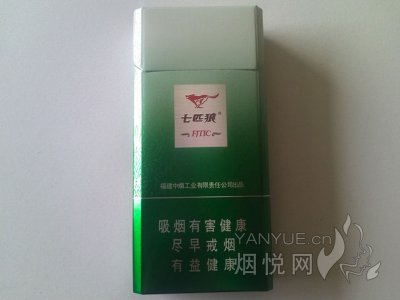 七匹狼
FJTIC
福建中烟工业有限责任公司出品
吸烟有害健康
尽早戒烟
有益健康
YANYUE.cn
烟悦网